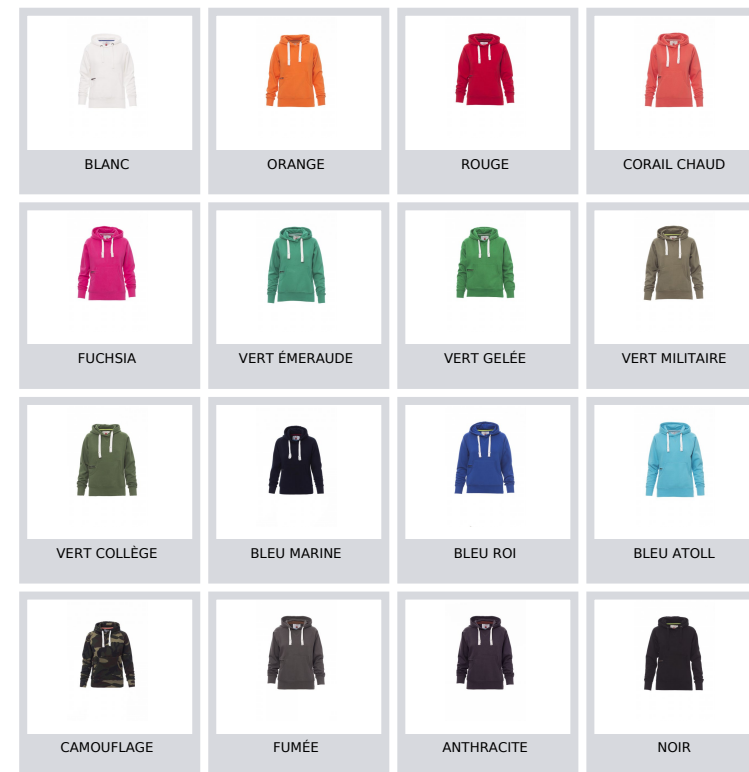 BLANC
ORANGE
ROUGE
CORAIL CHAUD
FUCHSIA
VERT ÉMERAUDE
VERT GELÉE
VERT MILITAIRE
VERT COLLÈGE
BLEU MARINE
BLEU ROI
BLEU ATOLL
CAMOUFLAGE
FUMÉE
ANTHRACITE
NOIR